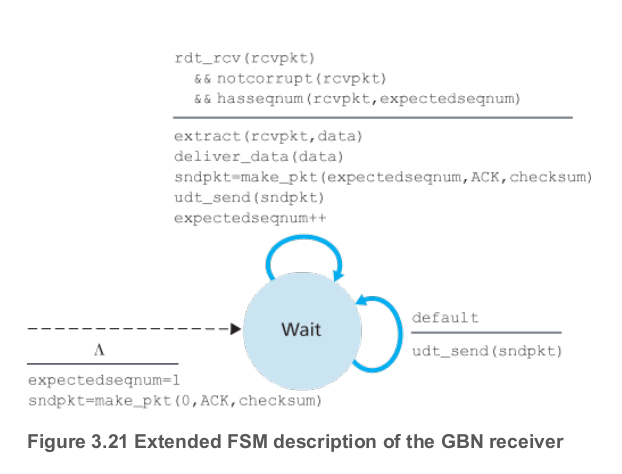 rdt_rcv(rcvpkt)
&& notcorrupt(rcvpkt)
&& hasseqnum(rcvpkt,expectedseqnum)
extract(rcvpkt,data)
deliver_data(data)
sndpkt=make_pkt(expectedseqnum,ACK,checksum)
udt_send(sndpkt)
expectedseqnum++
Wait
default
udt_send(sndpkt)
Λ
expectedseqnum=1
sndpkt=make_pkt(0,ACK,checksum)
Figure 3.21 Extended FSM description of the GBN receiver